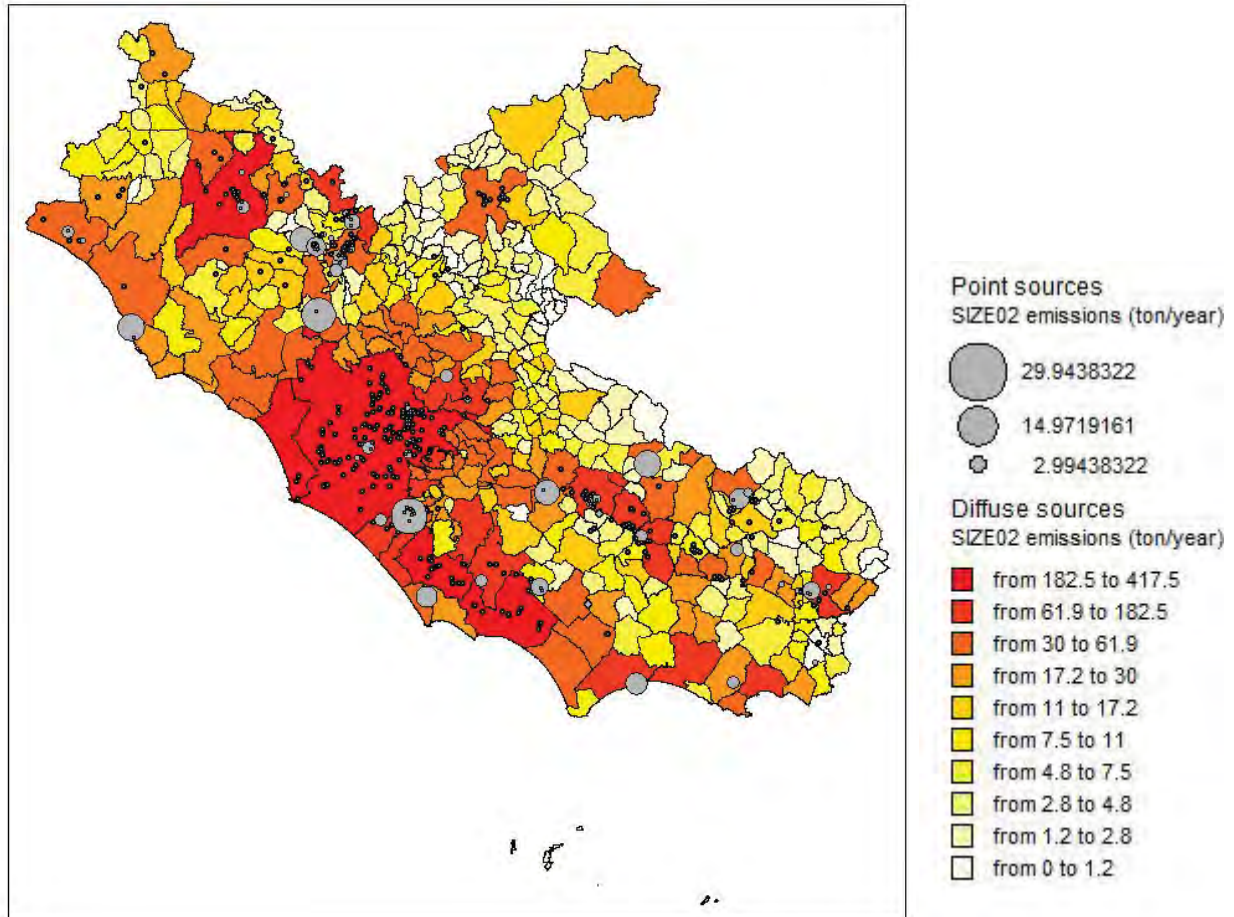 Point sources
SIZE02 emissions (ton/year)
29.9438322
14.9719161
2.99438322
Diffuse sources
SIZE02 emissions (ton/year)
from 182.5 to 417.5
from 61.9 to 182.5
from 30 to 61.9
from 17.2 to 30
from 11 to 17.2
from 7.5 to 11
from 4.8 to 7.5
from 2.8 to 4.8
from 1.2 to 2.8
from 0 to 1.2